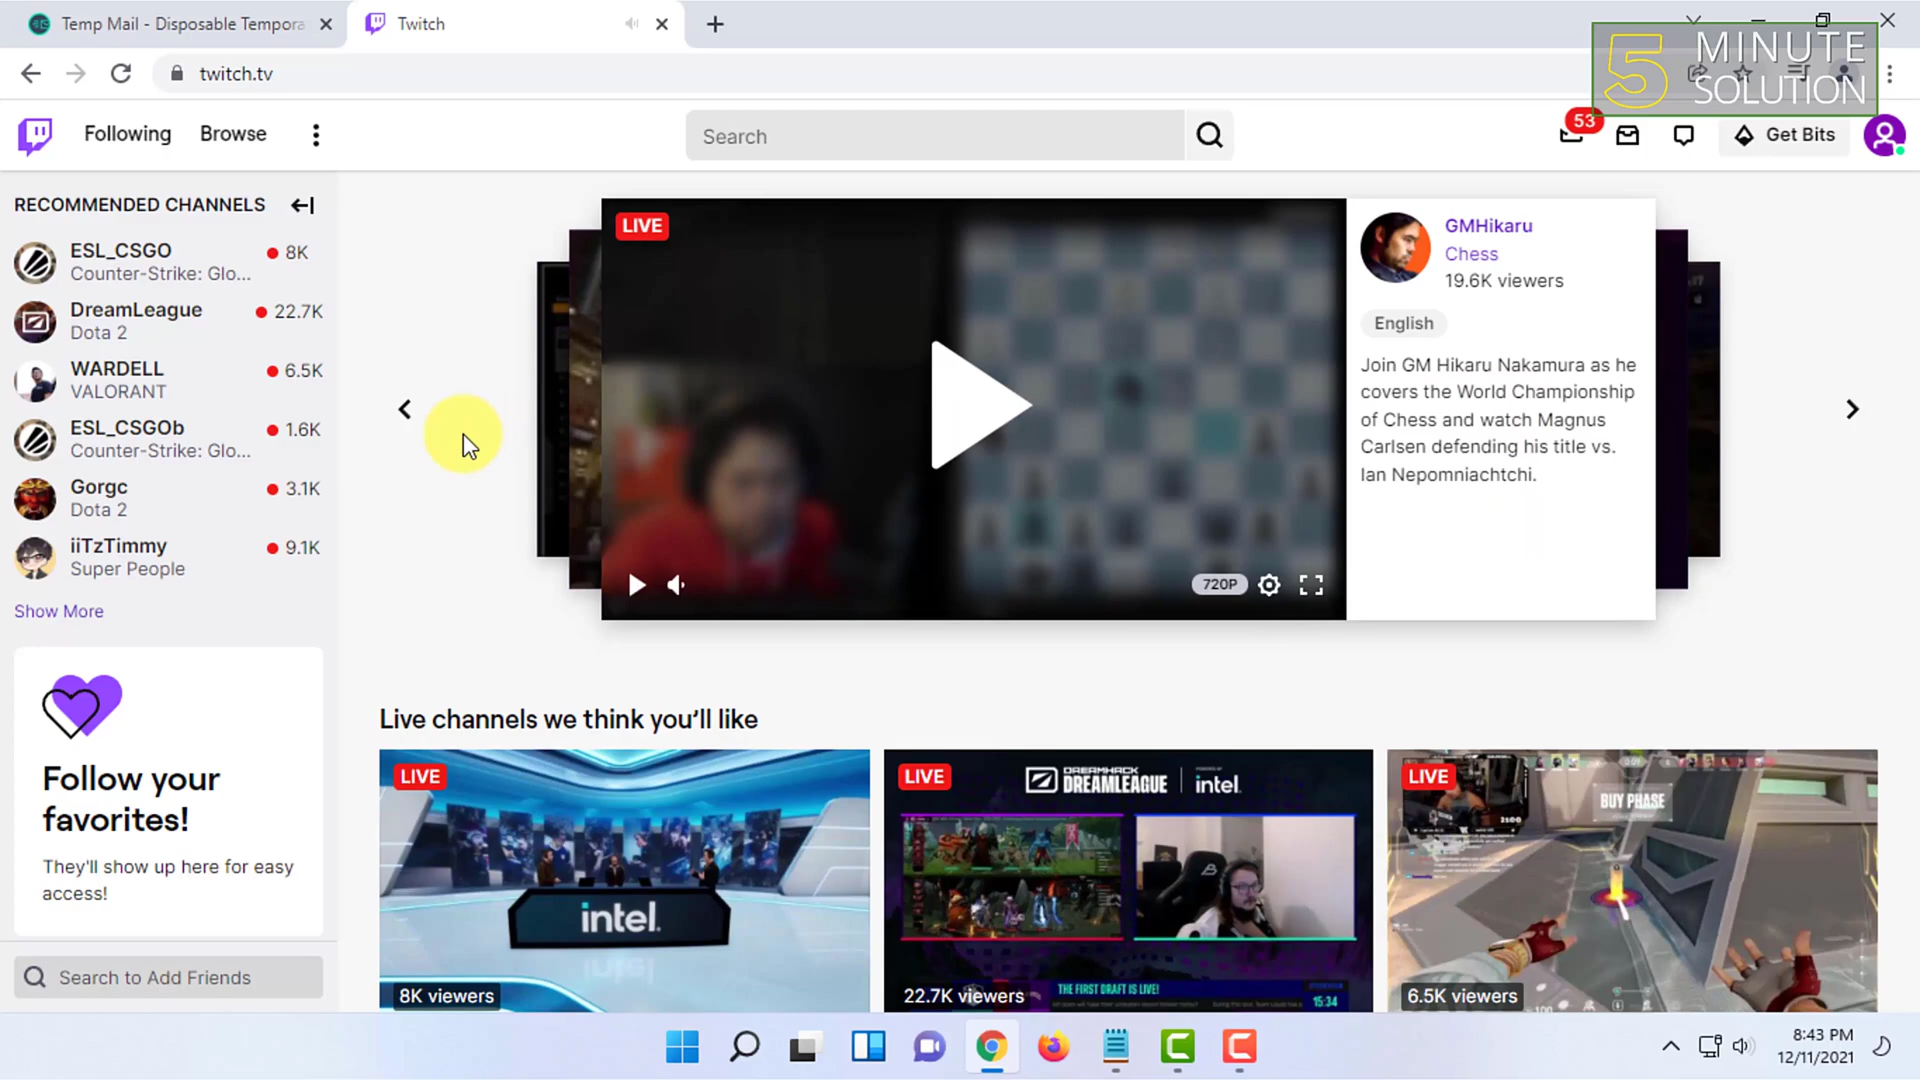 Temp Mail - Disposable Tempora
Twitch
5 MINUTE SOLUTION
twitch.tv
Following
Browse
Search
53
Get Bits
RECOMMENDED CHANNELS
ESL_CSGO
8K
Counter-Strike: Glo...
DreamLeague
22.7K
Dota 2
WARDELL
6.5K
VALORANT
ESL_CSGOb
1.6K
Counter-Strike: Glo...
Gorgc
3.1K
Dota 2
iiTzTimmy
9.1K
Super People
Show More
Follow your
favorites!
They'll show up here for easy
access!
Search to Add Friends
LIVE
720P
GMHikaru
Chess
19.6K viewers
English
Join GM Hikaru Nakamura as he
covers the World Championship
of Chess and watch Magnus
Carlsen defending his title vs.
Ian Nepomniachtchi.
Live channels we think you'll like
LIVE
intel.
8K viewers
LIVE
DREAMHACK
DREAMLEAGUE
intel.
THE FIRST DRAFT IS LIVE!
15:34
22.7K viewers
LIVE
BUY PHASE
2100
6.5K viewers
8:43 PM
12/11/2021